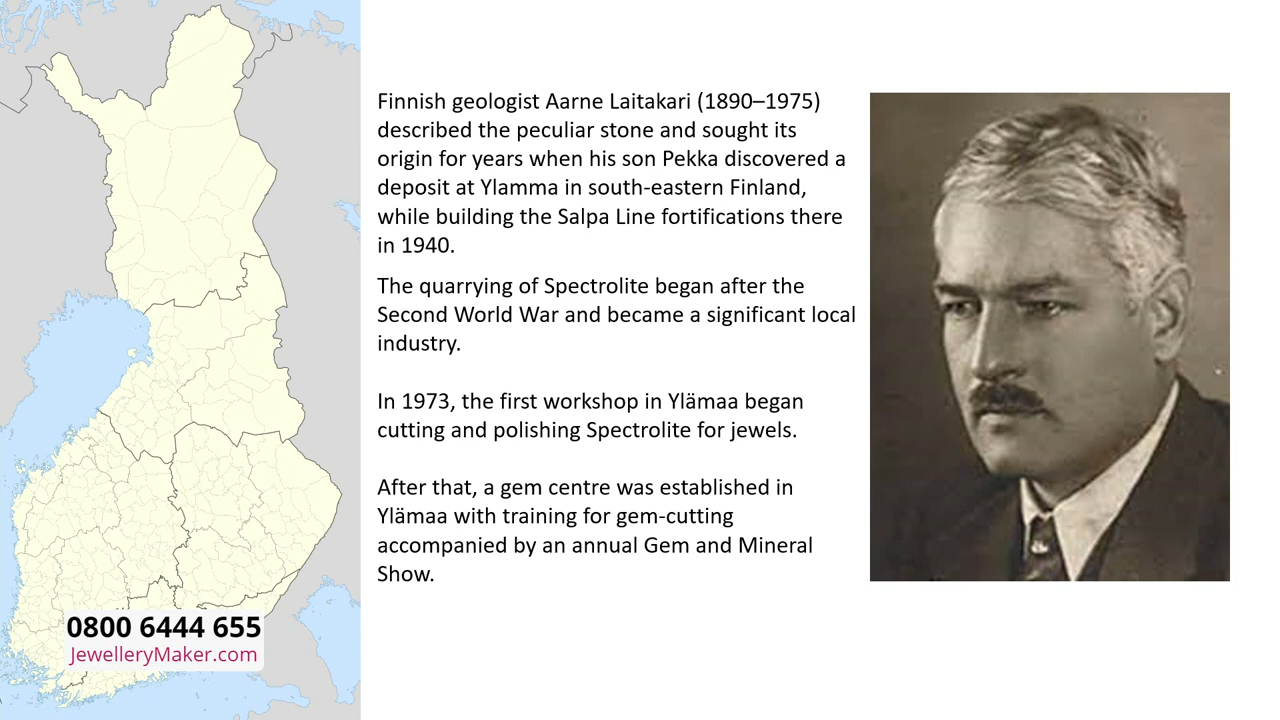 Finnish geologist Aarne Laitakari (1890–1975)
described the peculiar stone and sought its
origin for years when his son Pekka discovered a
deposit at Ylamma in south-eastern Finland,
while building the Salpa Line fortifications there
in 1940.
The quarrying of Spectrolite began after the
Second World War and became a significant local
industry.
In 1973, the first workshop in Ylämaa began
cutting and polishing Spectrolite for jewels.
After that, a gem centre was established in
Ylämaa with training for gem-cutting
accompanied by an annual Gem and Mineral
Show.
0800 6444 655
JewelleryMaker.com